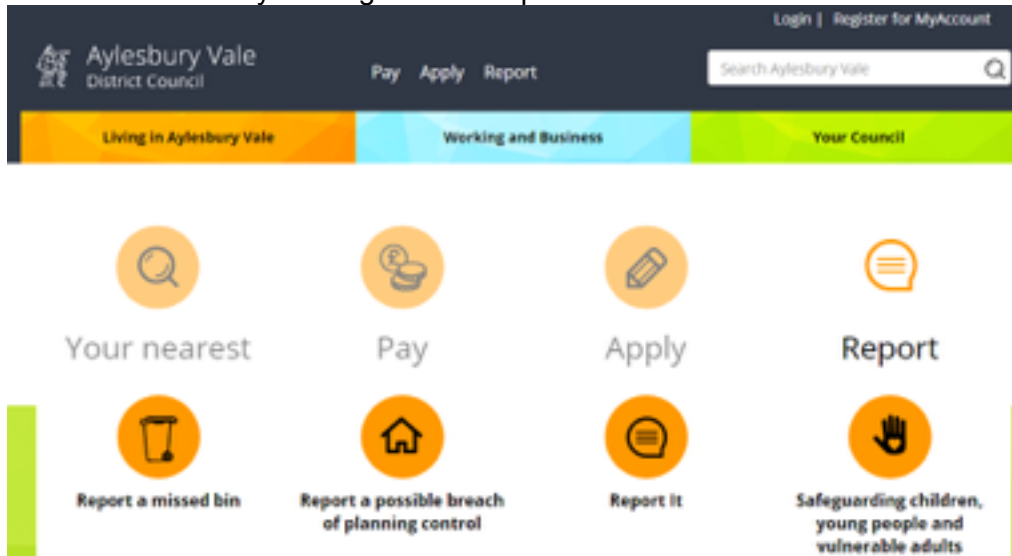 Login | Register for MyAccount
Aylesbury Vale
District Council
Pay Apply Report
Search Aylesbury Vale
Living in Aylesbury Vale
Working and Business
Your Council
£
Your nearest
Pay
Apply
Report
Report a missed bin
Report a possible breach
of planning control
Report It
Safeguarding children,
young people and
vulnerable adults